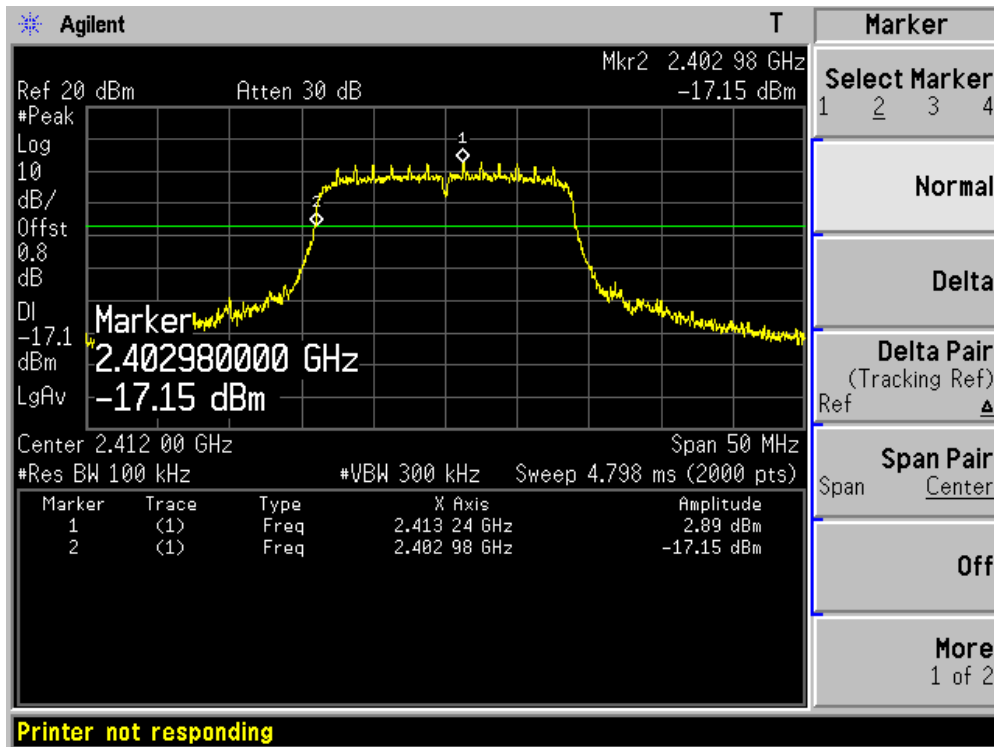 Agilent T
Mkr2 2.402 98 GHz
Ref 20 dBm Atten 30 dB -17.15 dBm
#Peak
Log
10
dB/
Offst
0.8
dB
DI
-17.1
dBm
LgAv
1
2
Marker
2.402980000 GHz
-17.15 dBm
Center 2.412 00 GHz Span 50 MHz
#Res BW 100 kHz #VBW 300 kHz Sweep 4.798 ms (2000 pts)
Marker Trace Type X Axis Amplitude
1 (1) Freq 2.413 24 GHz 2.89 dBm
2 (1) Freq 2.402 98 GHz -17.15 dBm
Printer not responding
Marker
Select Marker
1 2 3 4
Normal
Delta
Delta Pair
(Tracking Ref)
Ref Δ
Span Pair
Span Center
Off
More
1 of 2